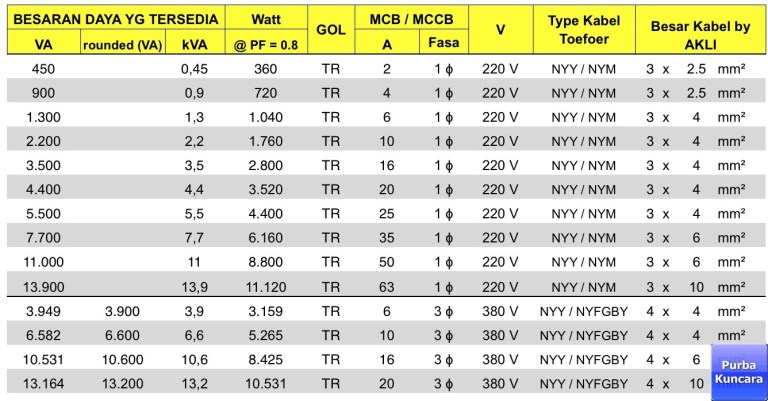 BESARAN DAYA YG TERSEDIA Watt GOL MCB / MCCB V Type Kabel Toefoer Besar Kabel by AKLI
VA rounded (VA) kVA @ PF = 0.8 A Fasa
450 0,45 360 TR 2 1 ϕ 220 V NYY / NYM 3 x 2.5 mm²
900 0,9 720 TR 4 1 ϕ 220 V NYY / NYM 3 x 2.5 mm²
1.300 1,3 1.040 TR 6 1 ϕ 220 V NYY / NYM 3 x 4 mm²
2.200 2,2 1.760 TR 10 1 ϕ 220 V NYY / NYM 3 x 4 mm²
3.500 3,5 2.800 TR 16 1 ϕ 220 V NYY / NYM 3 x 4 mm²
4.400 4,4 3.520 TR 20 1 ϕ 220 V NYY / NYM 3 x 4 mm²
5.500 5,5 4.400 TR 25 1 ϕ 220 V NYY / NYM 3 x 4 mm²
7.700 7,7 6.160 TR 35 1 ϕ 220 V NYY / NYM 3 x 6 mm²
11.000 11 8.800 TR 50 1 ϕ 220 V NYY / NYM 3 x 6 mm²
13.900 13,9 11.120 TR 63 1 ϕ 220 V NYY / NYM 3 x 10 mm²
3.949 3.900 3,9 3.159 TR 6 3 ϕ 380 V NYY / NYFGBY 4 x 4 mm²
6.582 6.600 6,6 5.265 TR 10 3 ϕ 380 V NYY / NYFGBY 4 x 4 mm²
10.531 10.600 10,6 8.425 TR 16 3 ϕ 380 V NYY / NYFGBY 4 x 6
13.164 13.200 13,2 10.531 TR 20 3 ϕ 380 V NYY / NYFGBY 4 x 10
Purba
Kuncara